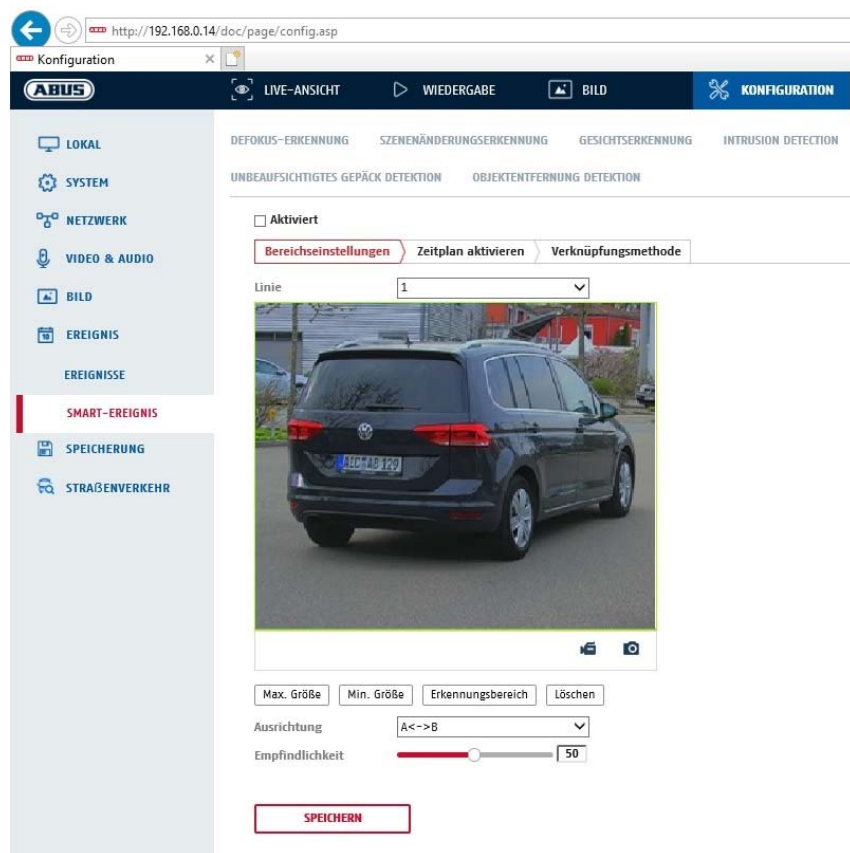 http://192.168.0.14/doc/page/config.asp
Konfiguration
ABUS
LIVE-ANSICHT
WIEDERGABE
BILD
KONFIGURATION
LOKAL
SYSTEM
NETZWERK
VIDEO & AUDIO
BILD
EREIGNIS
EREIGNISSE
SMART-EREIGNIS
SPEICHERUNG
STRAßENVERKEHR
DEFOKUS-ERKENNUNG
SZENENÄNDERUNGSERKENNUNG
GESICHTSERKENNUNG
INTRUSION DETECTION
UNBEAUFSICHTIGTES GEPÄCK DETEKTION
OBJEKTENTFERNUNG DETEKTION
Aktiviert
Bereichseinstellungen
Zeitplan aktivieren
Verknüpfungsmethode
Linie
1
AIC AB 129
Max. Größe
Min. Größe
Erkennungsbereich
Löschen
Ausrichtung
A<->B
Empfindlichkeit
50
SPEICHERN